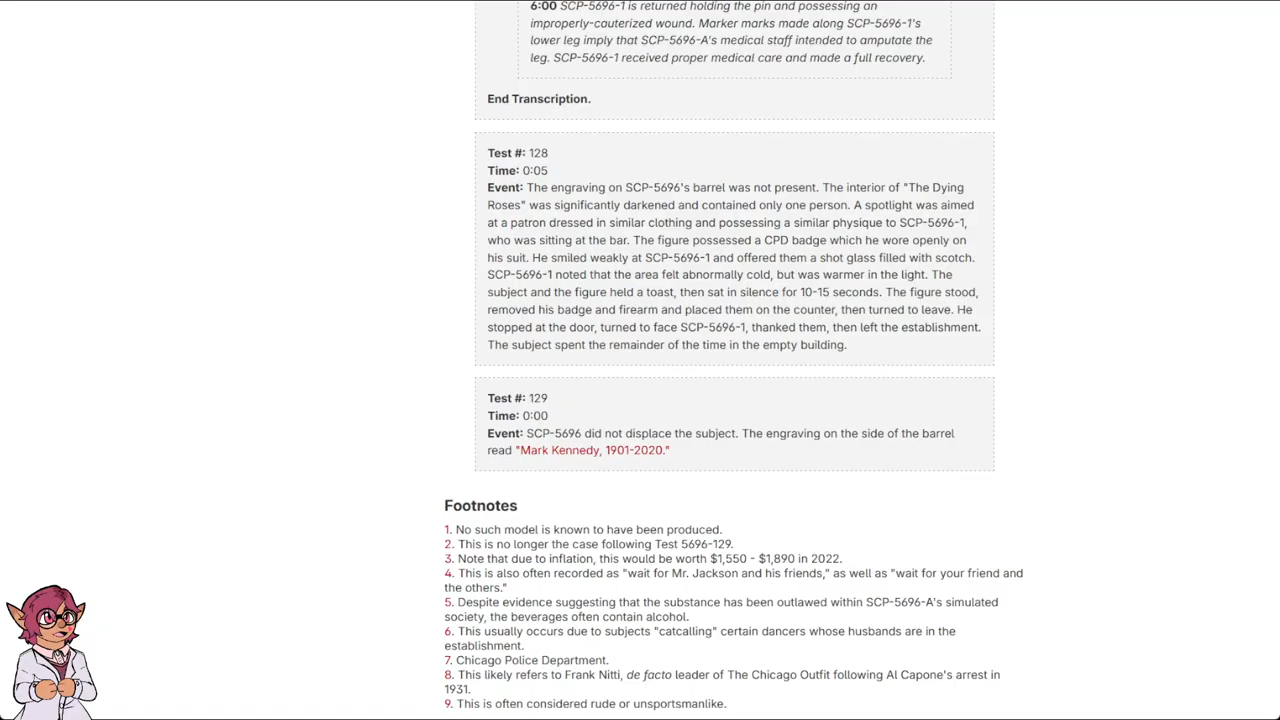 6:00 SCP-5696-1 is returned holding the pin and possessing an
improperly-cauterized wound. Marker marks made along SCP-5696-1's
lower leg imply that SCP-5696-A's medical staff intended to amputate the
leg. SCP-5696-1 received proper medical care and made a full recovery.
End Transcription.
Test #: 128
Time: 0:05
Event: The engraving on SCP-5696's barrel was not present. The interior of "The Dying
Roses" was significantly darkened and contained only one person. A spotlight was aimed
at a patron dressed in similar clothing and possessing a similar physique to SCP-5696-1,
who was sitting at the bar. The figure possessed a CPD badge which he wore openly on
his suit. He smiled weakly at SCP-5696-1 and offered them a shot glass filled with scotch.
SCP-5696-1 noted that the area felt abnormally cold, but was warmer in the light. The
subject and the figure held a toast, then sat in silence for 10-15 seconds. The figure stood,
removed his badge and firearm and placed them on the counter, then turned to leave. He
stopped at the door, turned to face SCP-5696-1, thanked them, then left the establishment.
The subject spent the remainder of the time in the empty building.
Test #: 129
Time: 0:00
Event: SCP-5696 did not displace the subject. The engraving on the side of the barrel
read "Mark Kennedy, 1901-2020."
Footnotes
1. No such model is known to have been produced.
2. This is no longer the case following Test 5696-129.
3. Note that due to inflation, this would be worth $1,550 - $1,890 in 2022.
4. This is also often recorded as "wait for Mr. Jackson and his friends," as well as "wait for your friend and
the others."
5. Despite evidence suggesting that the substance has been outlawed within SCP-5696-A's simulated
society, the beverages often contain alcohol.
6. This usually occurs due to subjects "catcalling" certain dancers whose husbands are in the
establishment.
7. Chicago Police Department.
8. This likely refers to Frank Nitti, de facto leader of The Chicago Outfit following Al Capone's arrest in
1931.
9. This is often considered rude or unsportsmanlike.